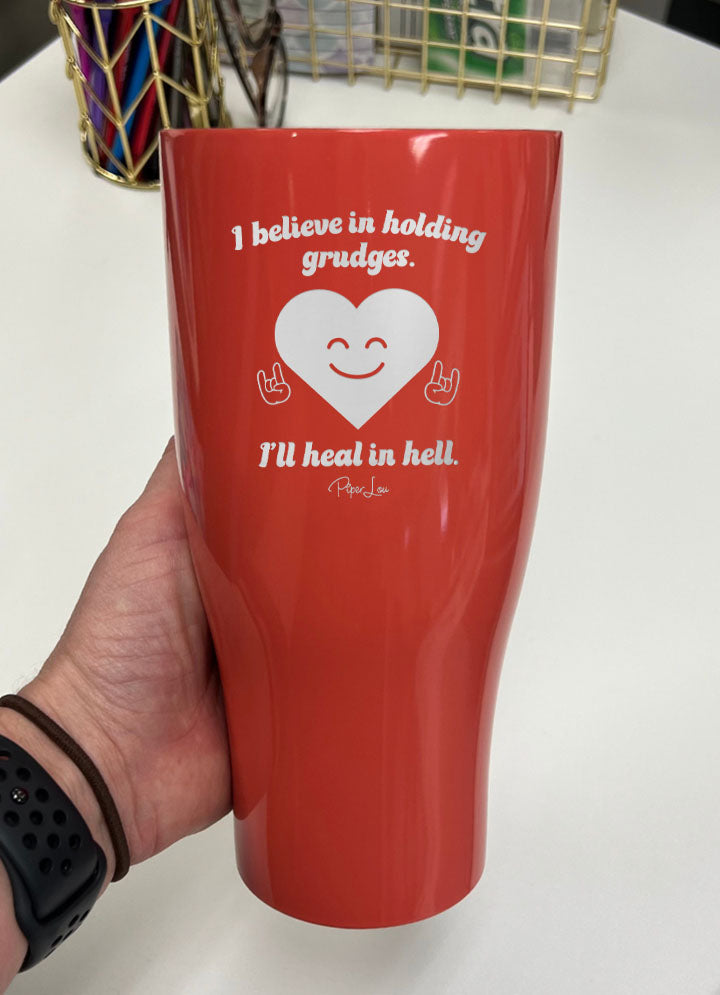 I believe in holding
grudges.
I'll heal in hell.
Piper Lou